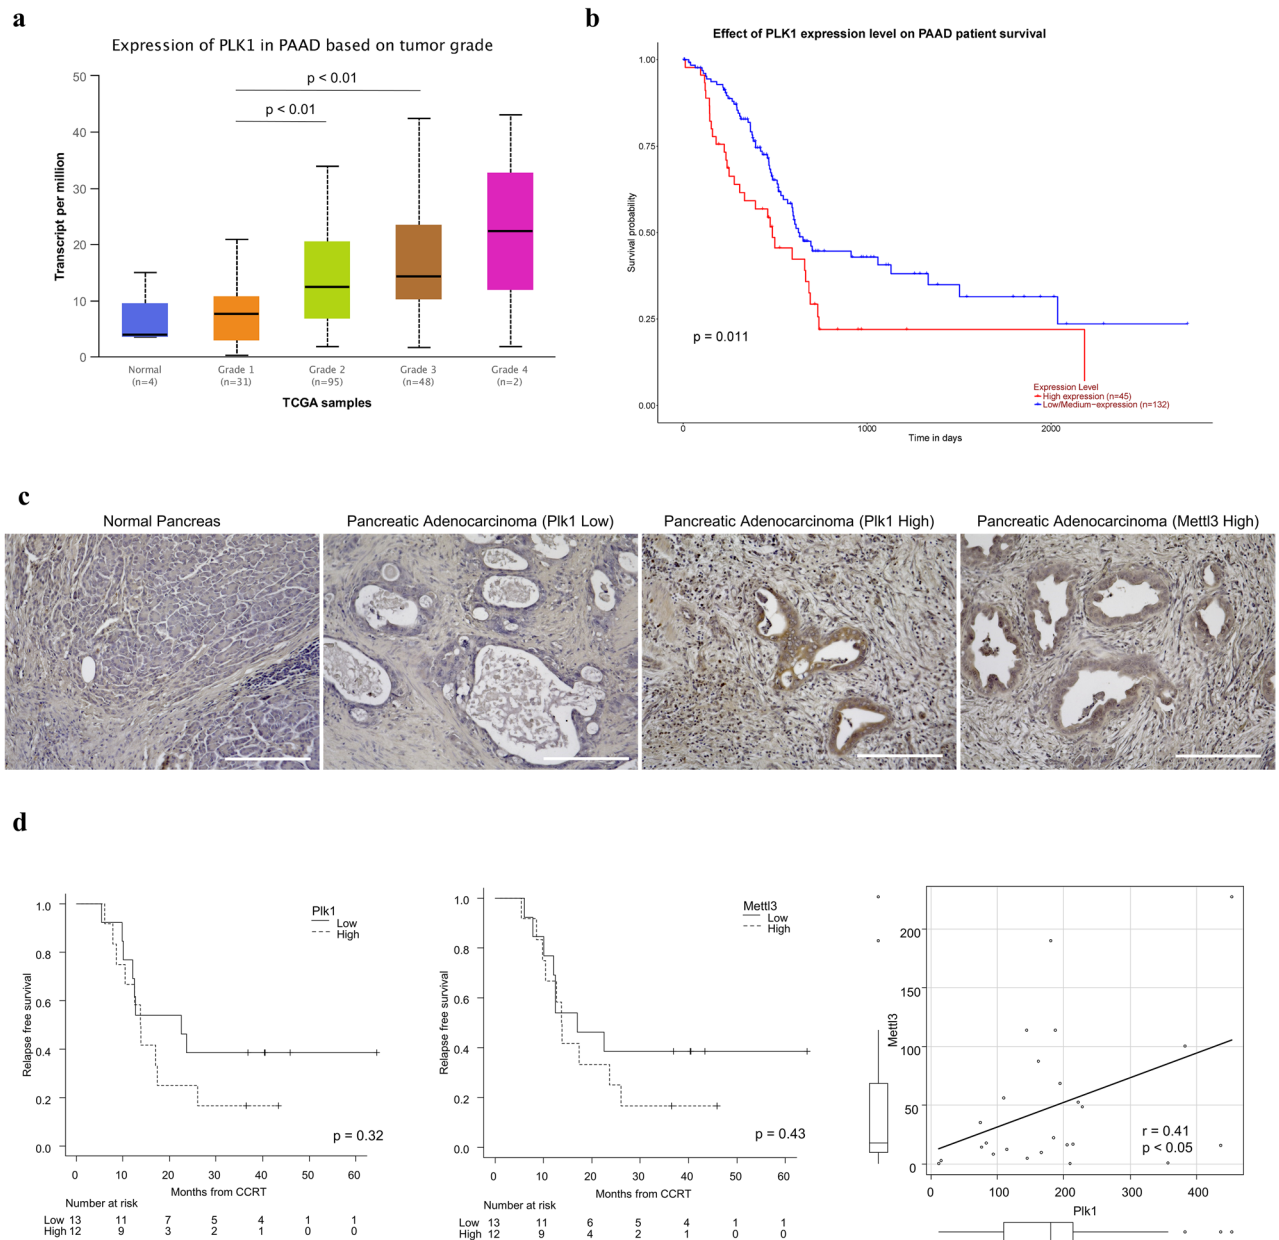 a
Expression of PLK1 in PAAD based on tumor grade
p < 0.01
p < 0.01
Transcript per million
50
40
30
20
10
0
Normal Grade 1 Grade 2 Grade 3 Grade 4
(n=4) (n=31) (n=95) (n=48) (n=2)
TCGA samples
b
Effect of PLK1 expression level on PAAD patient survival
Survival probability
1.00
0.75
0.50
0.25
0.00
p = 0.011
Expression Level
High expression (n=45)
Low/Medium-expression (n=132)
0 1000 2000
Time in days
c
Normal Pancreas
Pancreatic Adenocarcinoma (Plk1 Low)
Pancreatic Adenocarcinoma (Plk1 High)
Pancreatic Adenocarcinoma (Mettl3 High)
d
Relapse free survival
1.0
0.8
0.6
0.4
0.2
0.0
Plk1
Low
High
p = 0.32
0 10 20 30 40 50 60
Months from CCRT
Number at risk
Low 13 11 7 5 4 1 1
High 12 9 3 2 1 0 0
Relapse free survival
1.0
0.8
0.6
0.4
0.2
0.0
Mettl3
Low
High
p = 0.43
0 10 20 30 40 50 60
Months from CCRT
Number at risk
Low 13 11 6 5 4 1 1
High 12 9 4 2 1 0 0
Mettl3
200
150
100
50
0
r = 0.41
p < 0.05
0 100 200 300 400
Plk1